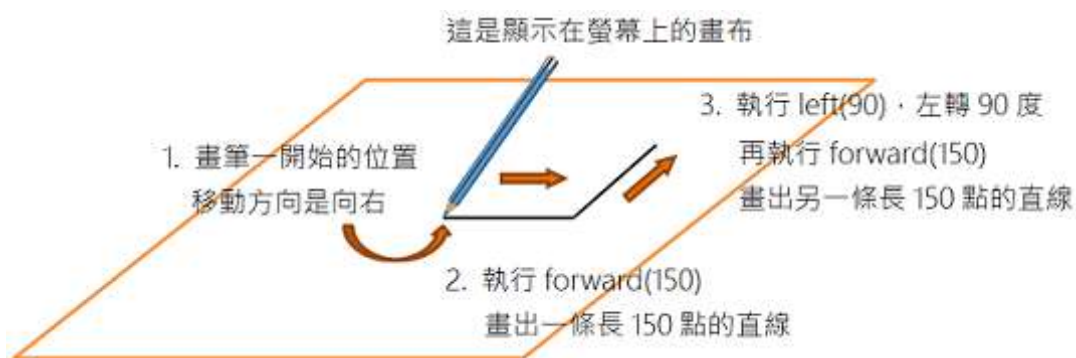 這是顯示在螢幕上的畫布
1. 畫筆一開始的位置
移動方向是向右
2. 執行 forward(150)
畫出一條長 150 點的直線
3. 執行 left(90)，左轉 90 度
再執行 forward(150)
畫出另一條長 150 點的直線